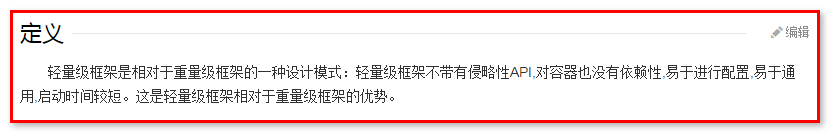 定义
编辑
轻量级框架是相对于重量级框架的一种设计模式：轻量级框架不带有侵略性API,对容器也没有依赖性,易于进行配置,易于通
用,启动时间较短。这是轻量级框架相对于重量级框架的优势。